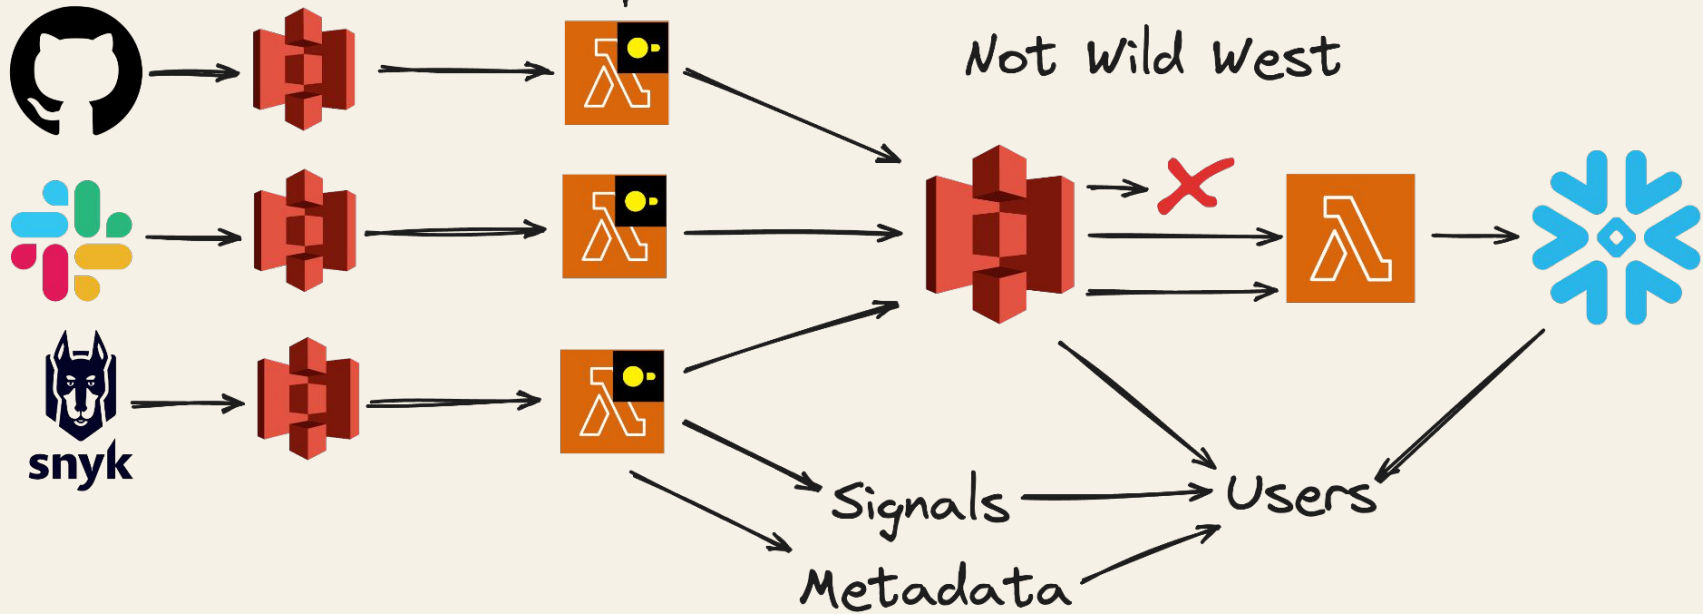 Not Wild West
snyk
Signals
Users
Metadata